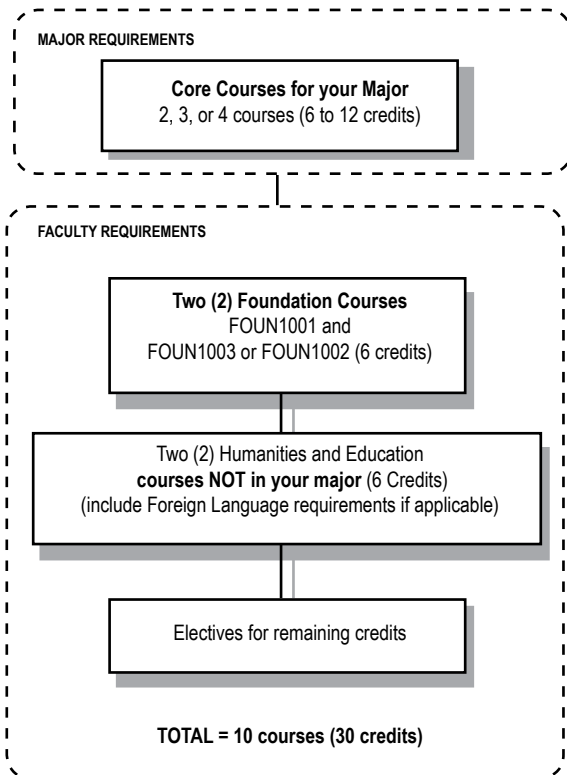 MAJOR REQUIREMENTS
Core Courses for your Major
2, 3, or 4 courses (6 to 12 credits)
FACULTY REQUIREMENTS
Two (2) Foundation Courses
FOUN1001 and
FOUN1003 or FOUN1002 (6 credits)
Two (2) Humanities and Education
courses NOT in your major (6 Credits)
(include Foreign Language requirements if applicable)
Electives for remaining credits
TOTAL = 10 courses (30 credits)